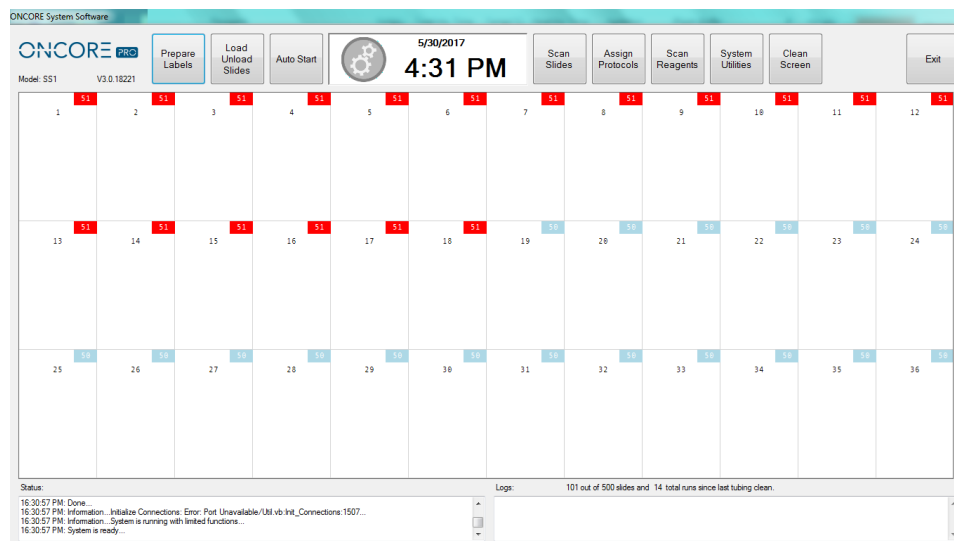 ONCORE System Software
ONCORE PRO
Model: SS1 V3.0.18221
Prepare
Labels
Load
Unload
Slides
Auto Start
5/30/2017
4:31 PM
Scan
Slides
Assign
Protocols
Scan
Reagents
System
Utilities
Clean
Screen
Exit
51 51 51 51 51 51 51 51 51 51 51 51
1 2 3 4 5 6 7 8 9 10 11 12
51 51 51 51 51 51 50 50 50 50 50 50
13 14 15 16 17 18 19 20 21 22 23 24
50 50 50 50 50 50 50 50 50 50 50 50
25 26 27 28 29 30 31 32 33 34 35 36
Status:
16:30:57 PM: Done...
16:30:57 PM: Information...Initialize Connections: Error: Port Unavailable/Util.vb:Init_Connections:1507...
16:30:57 PM: Information...System is running with limited functions...
16:30:57 PM: System is ready...
Logs: 101 out of 500 slides and 14 total runs since last tubing clean.